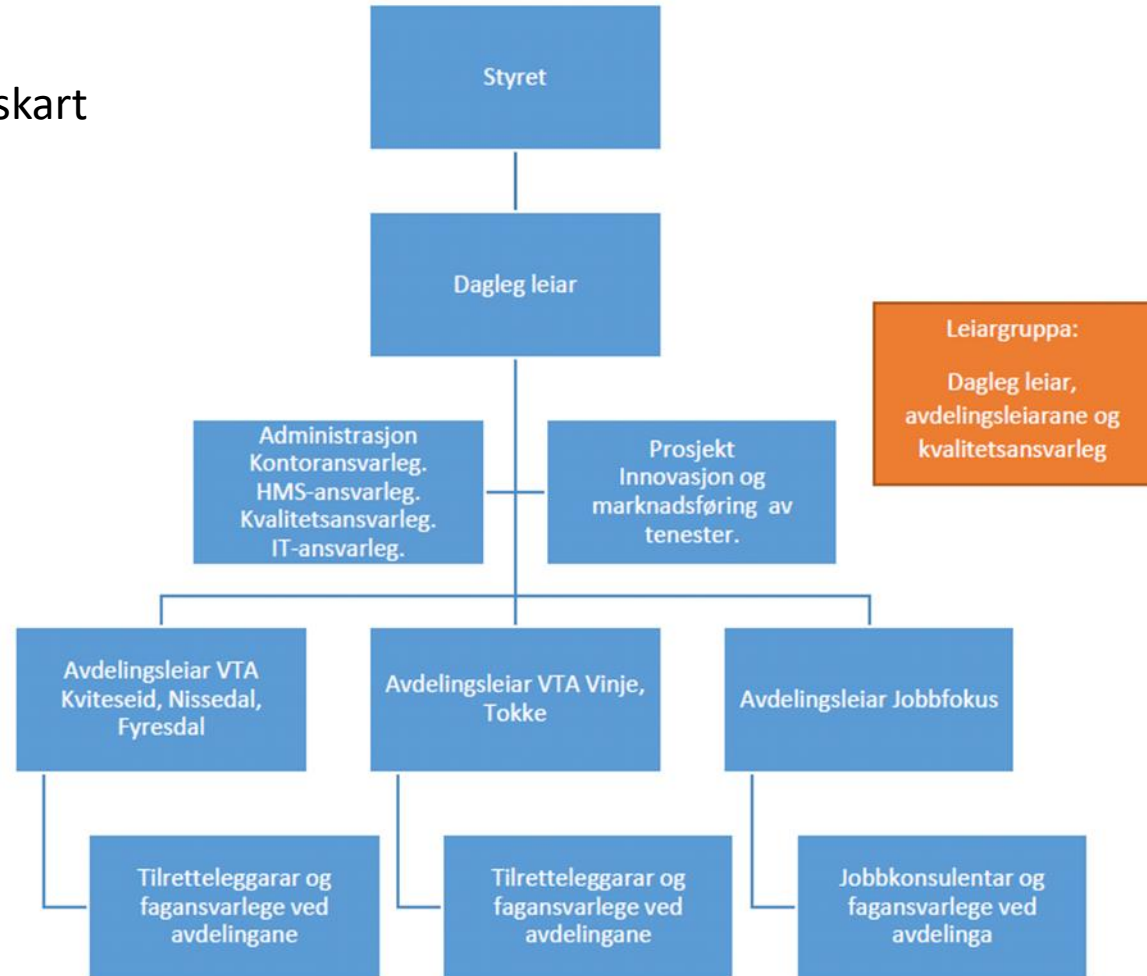 skart
Styret
Dagleg leiar
Leiargruppa:
Dagleg leiar,
avdelingsleiarane og
kvalitetsansvarleg
Administrasjon
Kontoransvarleg.
HMS-ansvarleg.
Kvalitetsansvarleg.
IT-ansvarleg.
Prosjekt
Innovasjon og
marknadsføring av
tenester.
Avdelingsleiar VTA
Kviteseid, Nissedal,
Fyresdal
Avdelingsleiar VTA Vinje,
Tokke
Avdelingsleiar Jobbfokus
Tilretteleggarar og
fagansvarlege ved
avdelingane
Tilretteleggarar og
fagansvarlege ved
avdelingane
Jobbkonsulentar og
fagansvarlege ved
avdelinga